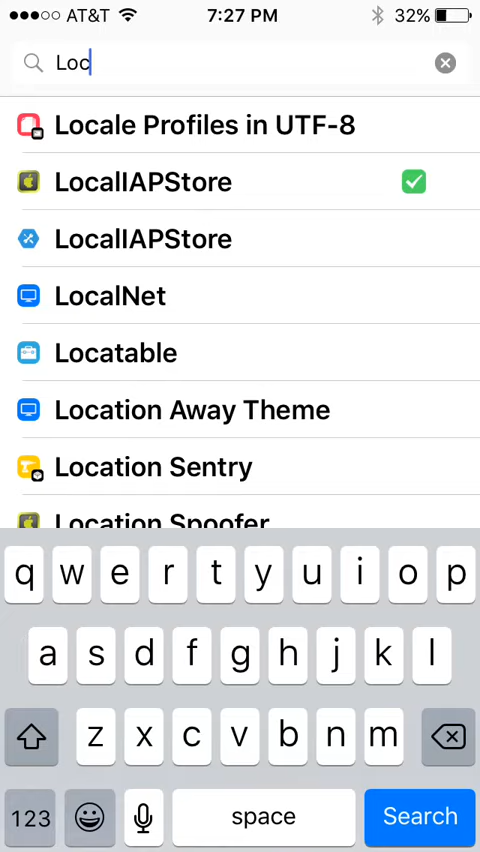 AT&T 7:27 PM 32%
Loc
Locale Profiles in UTF-8
LocalIAPStore
LocalIAPStore
LocalNet
Locatable
Location Away Theme
Location Sentry
Location Spoofer
q w e r t y u i o p
a s d f g h j k l
z x c v b n m
123 space Search